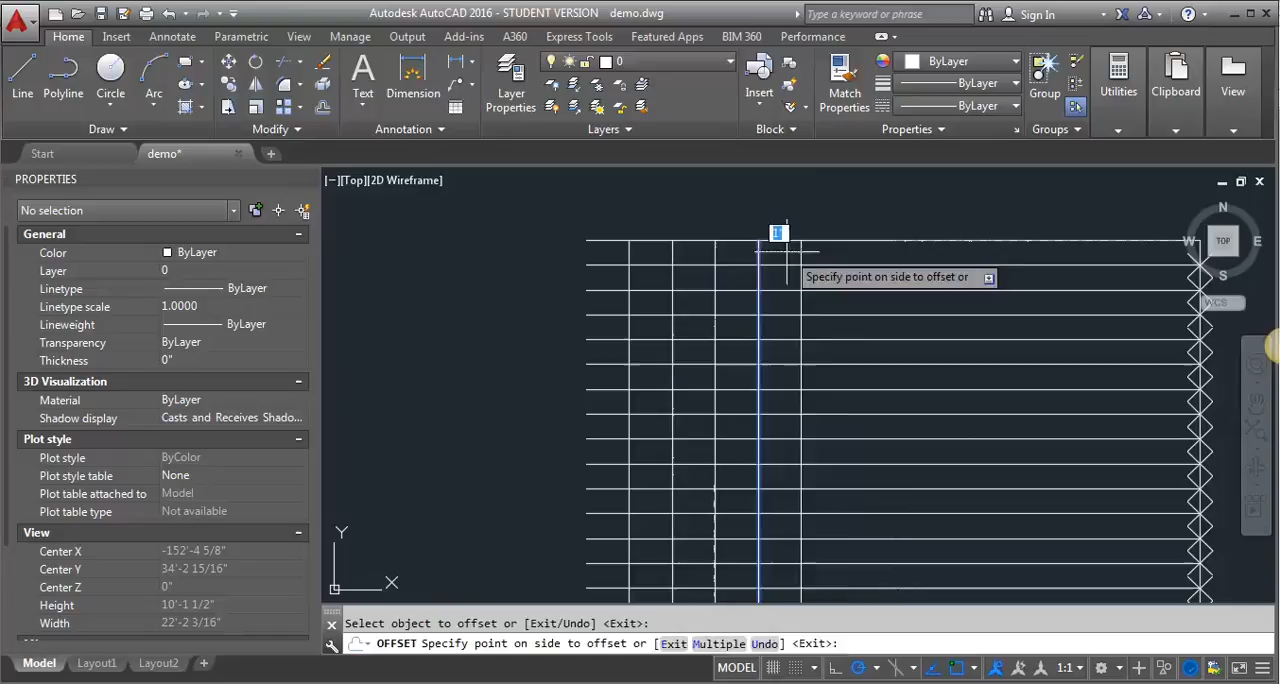 Autodesk AutoCAD 2016 - STUDENT VERSION demo.dwg
Type a keyword or phrase
Sign In
Home Insert Annotate Parametric View Manage Output Add-ins A360 Express Tools Featured Apps BIM 360 Performance
Line Polyline Circle Arc
Text Dimension
Layer Properties
0
Insert
Match Properties
ByLayer
ByLayer
ByLayer
Group Utilities Clipboard View
Draw Modify Annotation Layers Block Properties Groups
Start demo*
PROPERTIES
[−][Top][2D Wireframe]
No selection
General
Color ByLayer
Layer 0
Linetype ByLayer
Linetype scale 1.0000
Lineweight ByLayer
Transparency ByLayer
Thickness 0"
3D Visualization
Material ByLayer
Shadow display Casts and Receives Shado...
Plot style
Plot style ByColor
Plot style table None
Plot table attached to Model
Plot table type Not available
View
Center X -152'-4 5/8"
Center Y 34'-2 15/16"
Center Z 0"
Height 10'-1 1/2"
Width 22'-2 3/16"
N
W TOP E
S
WCS
Specify point on side to offset or
Y
X
Select object to offset or [Exit/Undo] <Exit>:
OFFSET Specify point on side to offset or [Exit Multiple Undo] <Exit>:
Model Layout1 Layout2 +
MODEL 1:1